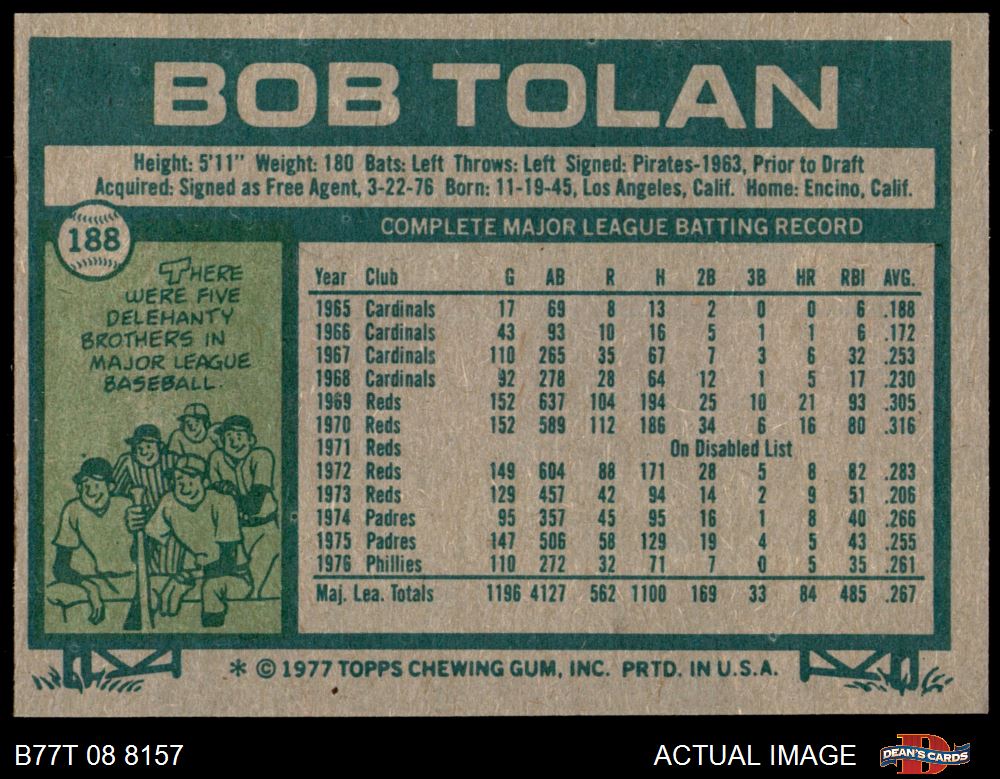 BOB TOLAN
Height: 5'11" Weight: 180 Bats: Left Throws: Left Signed: Pirates-1963, Prior to Draft
Acquired: Signed as Free Agent, 3-22-76 Born: 11-19-45, Los Angeles, Calif. Home: Encino, Calif.
188
THERE
WERE FIVE
DELEHANTY
BROTHERS IN
MAJOR LEAGUE
BASEBALL.
COMPLETE MAJOR LEAGUE BATTING RECORD
Year Club G AB R H 2B 3B HR RBI AVG.
1965 Cardinals 17 69 8 13 2 0 0 6 .188
1966 Cardinals 43 93 10 16 5 1 1 6 .172
1967 Cardinals 110 265 35 67 7 3 6 32 .253
1968 Cardinals 92 278 28 64 12 1 5 17 .230
1969 Reds 152 637 104 194 25 10 21 93 .305
1970 Reds 152 589 112 186 34 6 16 80 .316
1971 Reds On Disabled List
1972 Reds 149 604 88 171 28 5 8 82 .283
1973 Reds 129 457 42 94 14 2 9 51 .206
1974 Padres 95 357 45 95 16 1 8 40 .266
1975 Padres 147 506 58 129 19 4 5 43 .255
1976 Phillies 110 272 32 71 7 0 5 35 .261
Maj. Lea. Totals 1196 4127 562 1100 169 33 84 485 .267
* © 1977 TOPPS CHEWING GUM, INC. PRTD. IN U.S.A.
B77T 08 8157
ACTUAL IMAGE
DEAN'S CARDS